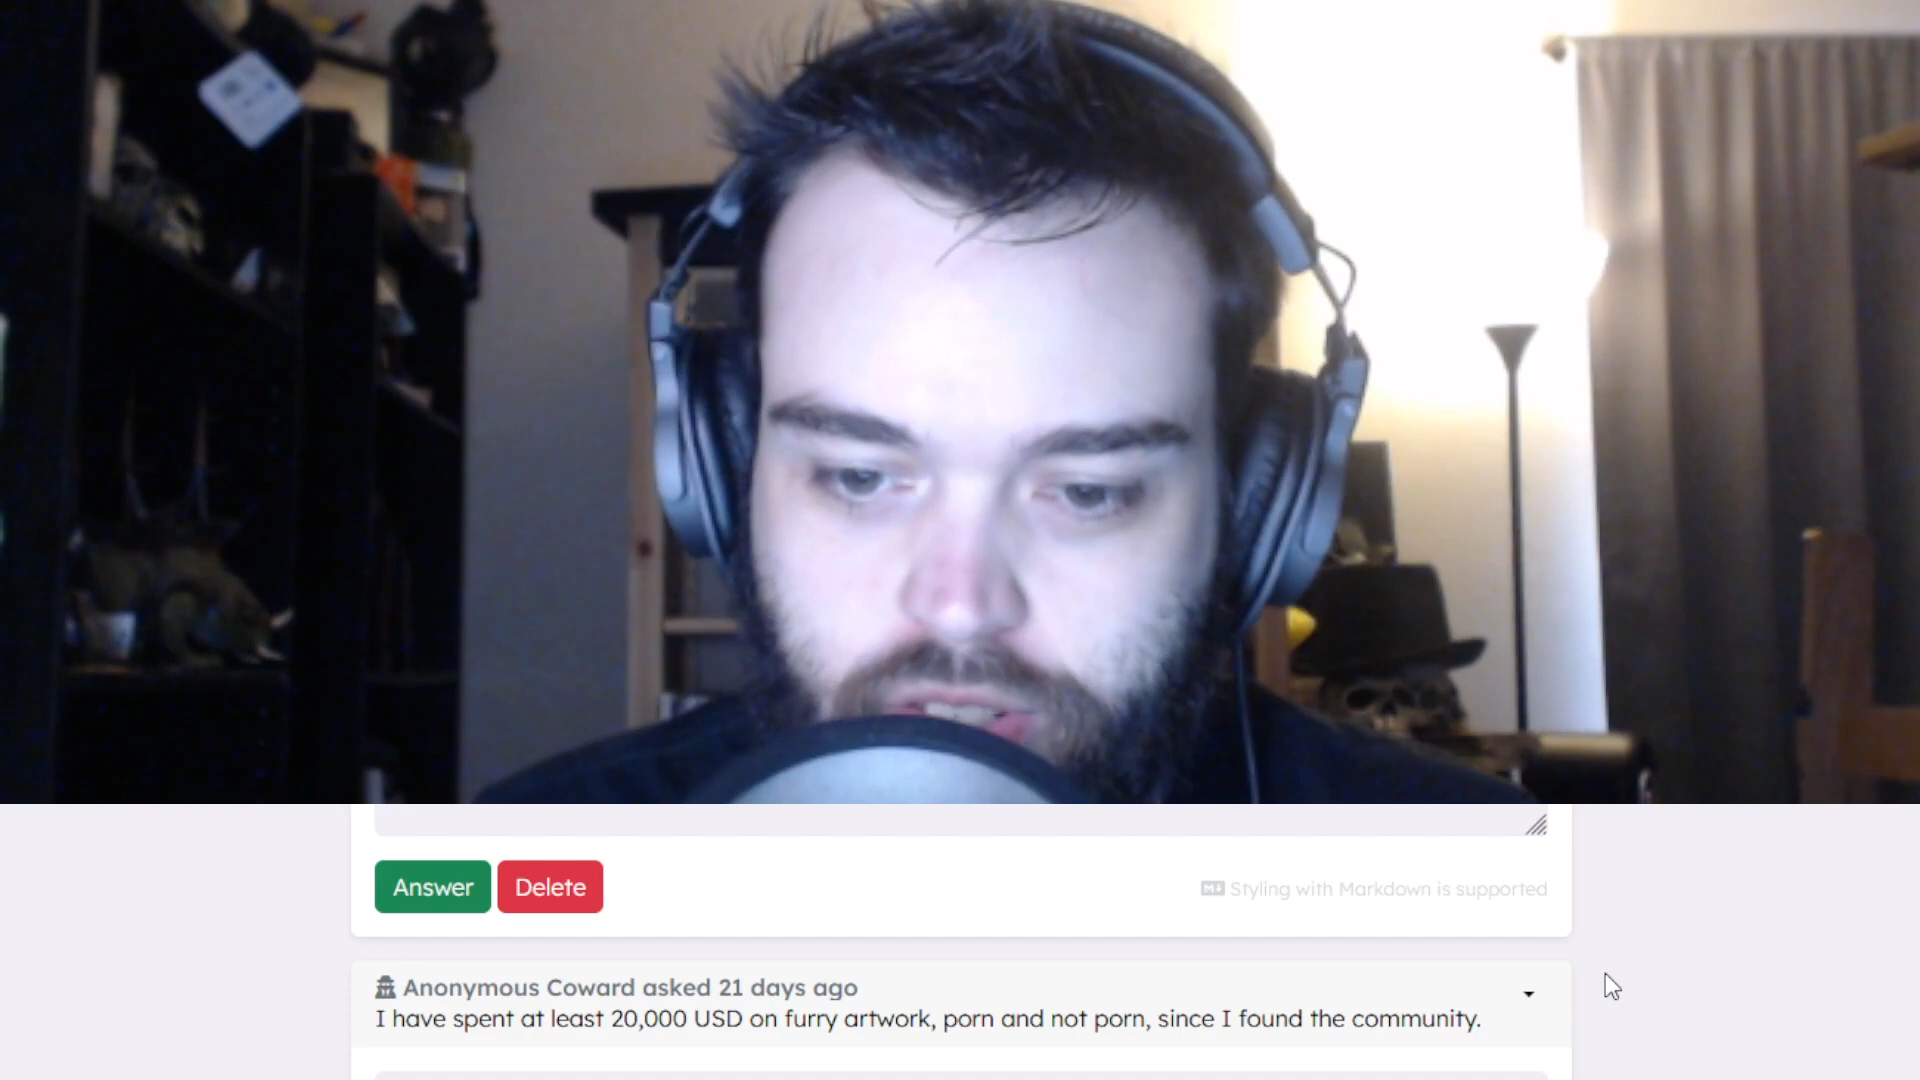 Answer
Delete
Styling with Markdown is supported
Anonymous Coward asked 21 days ago
I have spent at least 20,000 USD on furry artwork, porn and not porn, since I found the community.